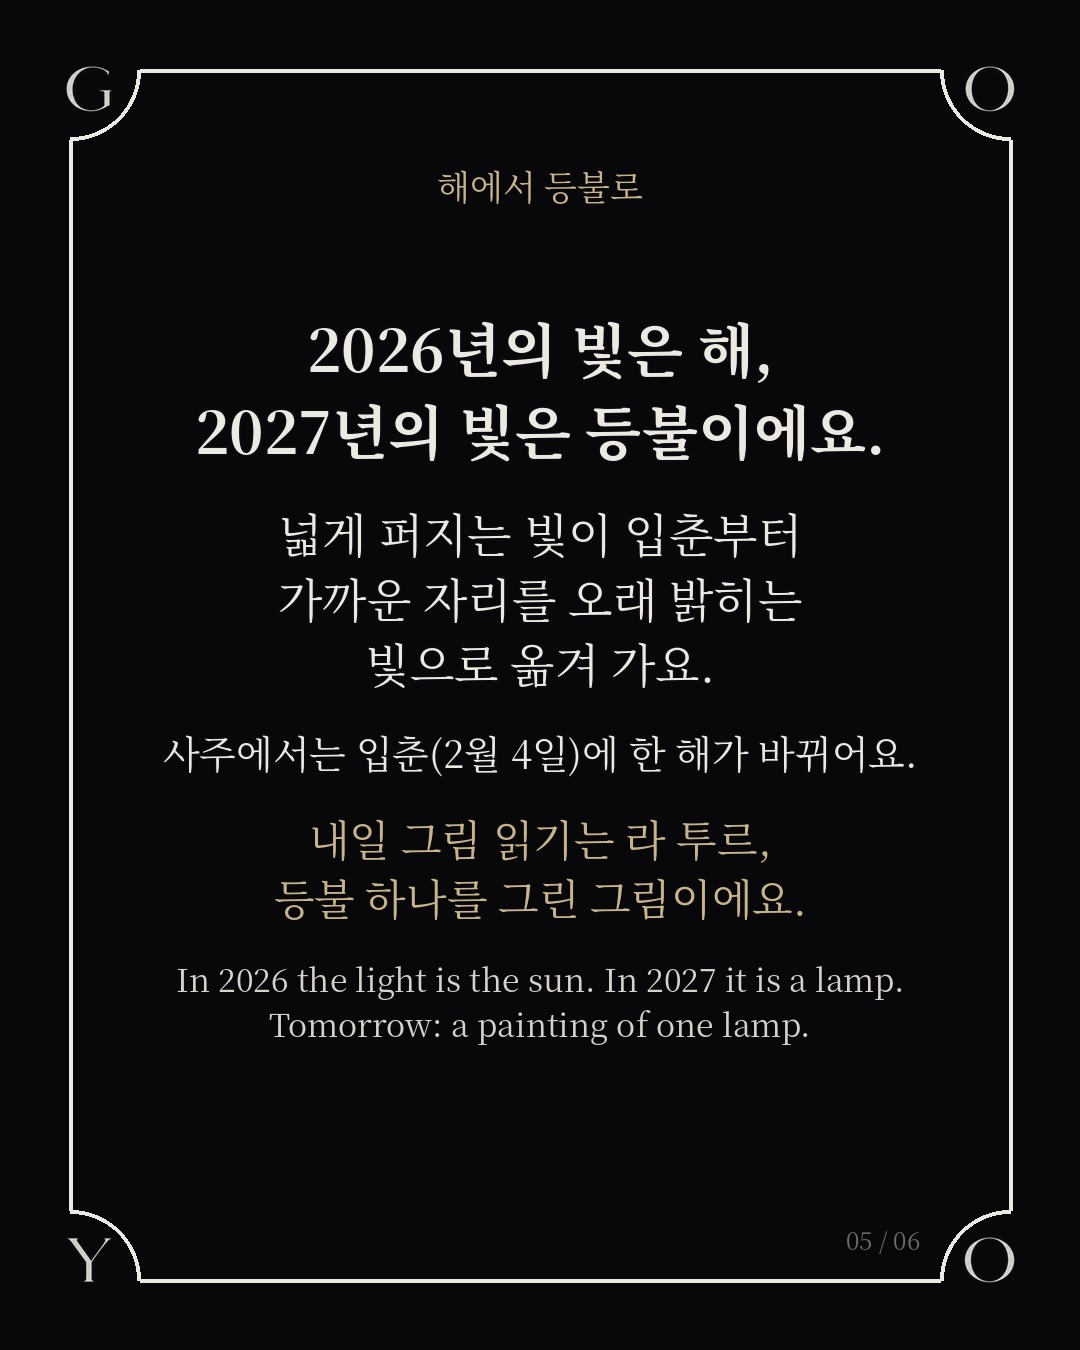 G O
해에서 등불로
2026년의 빛은 해,
2027년의 빛은 등불이에요.
넓게 퍼지는 빛이 입춘부터
가까운 자리를 오래 밝히는
빛으로 옮겨 가요.
사주에서는 입춘(2월 4일)에 한 해가 바뀌어요.
내일 그림 읽기는 라 투르,
등불 하나를 그린 그림이에요.
In 2026 the light is the sun. In 2027 it is a lamp.
Tomorrow: a painting of one lamp.
05 / 06
Y O